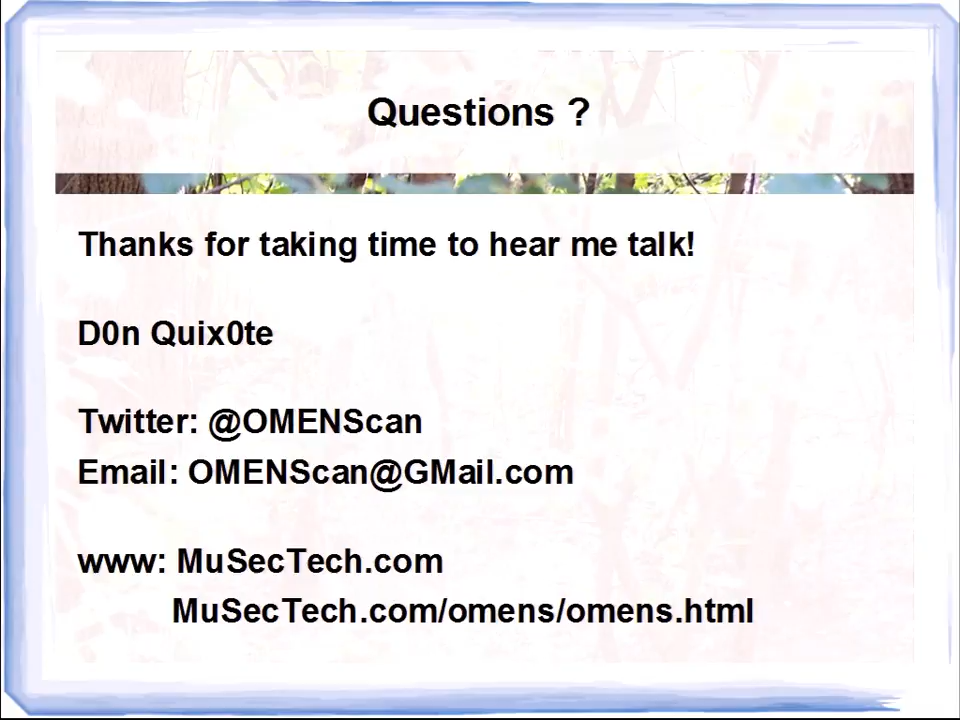 Questions ?
Thanks for taking time to hear me talk!
D0n Quix0te
Twitter: @OMENScan
Email: OMENScan@GMail.com
www: MuSecTech.com
MuSecTech.com/omens/omens.html